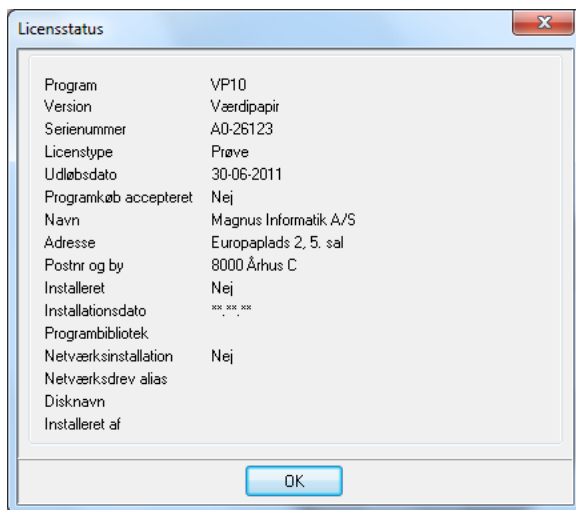 Licensstatus
Program VP10
Version Værdipapir
Serienummer A0-26123
Licenstype Prøve
Udløbsdato 30-06-2011
Programkøb accepteret Nej
Navn Magnus Informatik A/S
Adresse Europaplads 2, 5. sal
Postnr og by 8000 Århus C
Installeret Nej
Installationsdato **.**.**
Programbibliotek
Netværksinstallation Nej
Netværksdrev alias
Disknavn
Installeret af
OK